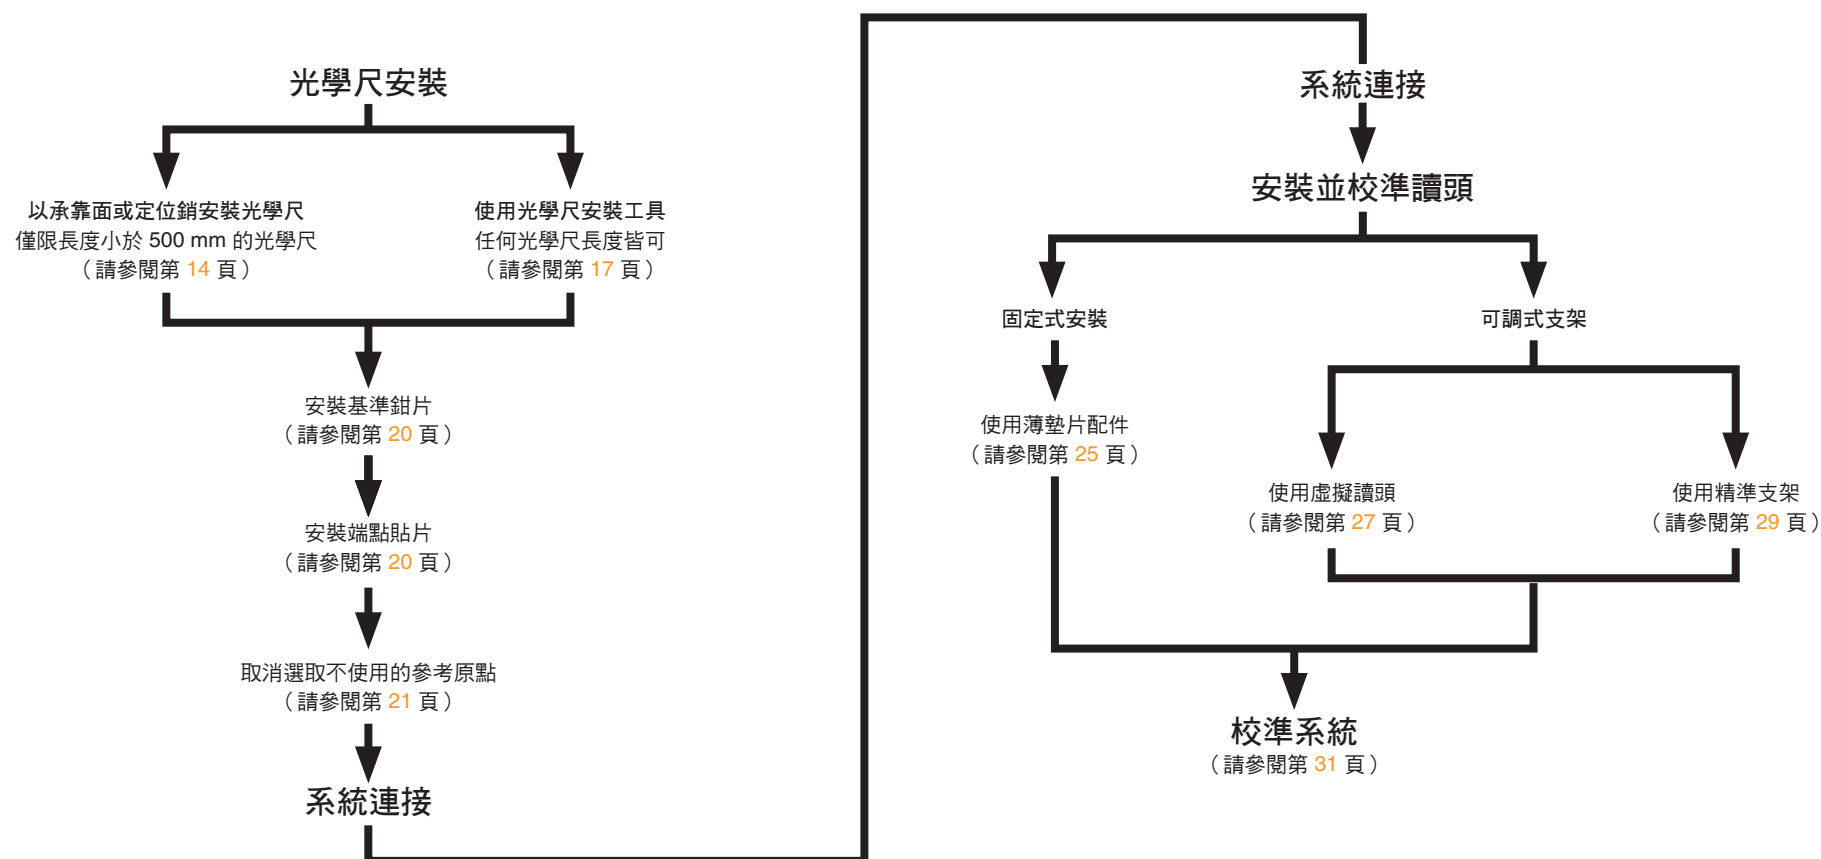 光學尺安裝
以承靠面或定位銷安裝光學尺
僅限長度小於 500 mm 的光學尺
（請參閱第 14 頁）
使用光學尺安裝工具
任何光學尺長度皆可
（請參閱第 17 頁）
安裝基準鉗片
（請參閱第 20 頁）
安裝端點貼片
（請參閱第 20 頁）
取消選取不使用的參考原點
（請參閱第 21 頁）
系統連接
系統連接
安裝並校準讀頭
固定式安裝
可調式支架
使用薄墊片配件
（請參閱第 25 頁）
使用虛擬讀頭
（請參閱第 27 頁）
使用精準支架
（請參閱第 29 頁）
校準系統
（請參閱第 31 頁）